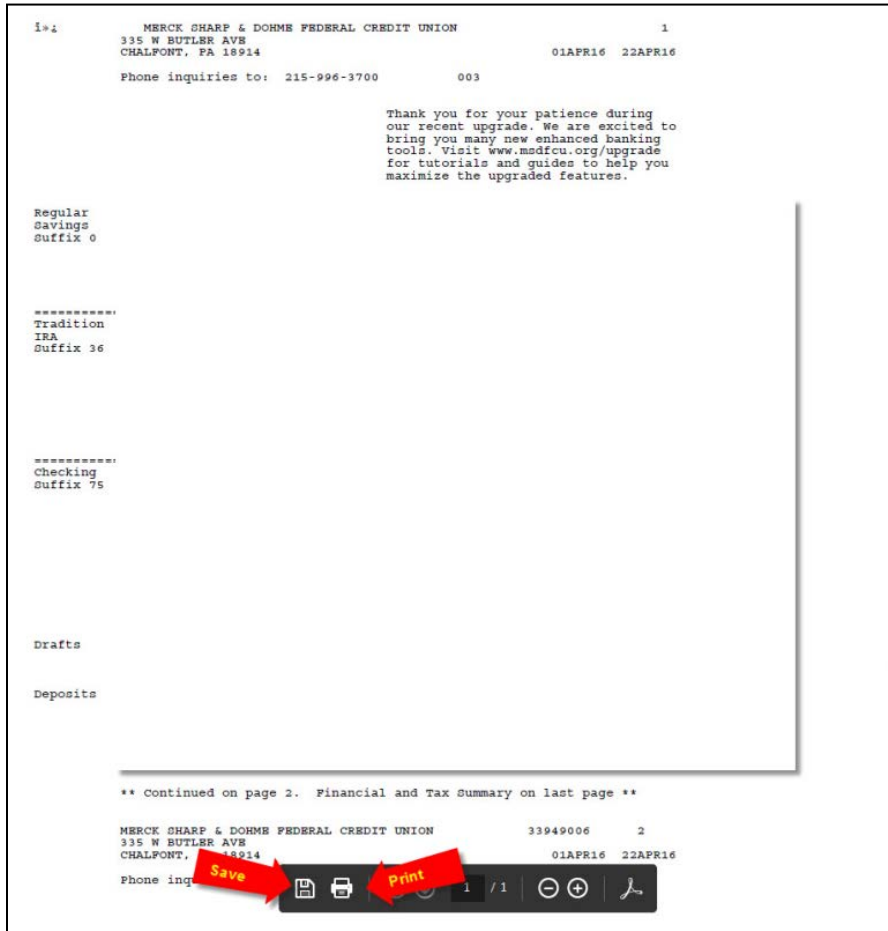 ï»¿ MERCK SHARP & DOHME FEDERAL CREDIT UNION 1
335 W BUTLER AVE
CHALFONT, PA 18914 01APR16 22APR16
Phone inquiries to: 215-996-3700 003
Thank you for your patience during
our recent upgrade. We are excited to
bring you many new enhanced banking
tools. Visit www.msdfcu.org/upgrade
for tutorials and guides to help you
maximize the upgraded features.
Regular
Savings
Suffix 0
==========
Tradition
IRA
Suffix 36
==========
Checking
Suffix 75
Drafts
Deposits
** Continued on page 2. Financial and Tax Summary on last page **
MERCK SHARP & DOHME FEDERAL CREDIT UNION 33949006 2
335 W BUTLER AVE
CHALFONT, 18914 01APR16 22APR16
Phone inq
Save
Print
1 / 1